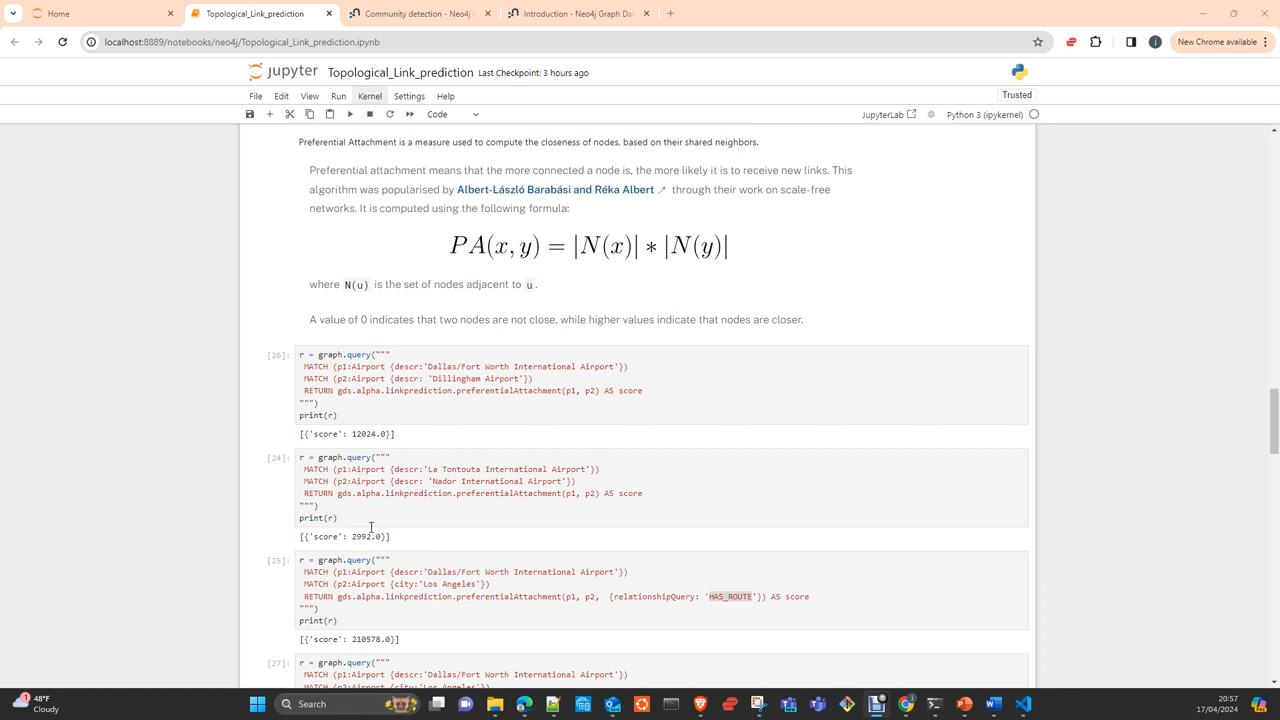 Home
Topological_Link_prediction
Community detection - Neo4j
Introduction - Neo4j Graph Da
localhost:8889/notebooks/neo4j/Topological_Link_prediction.ipynb
New Chrome available
jupyter Topological_Link_prediction Last Checkpoint: 3 hours ago
File Edit View Run Kernel Settings Help
Trusted
Code
JupyterLab
Python 3 (ipykernel)
Preferential Attachment is a measure used to compute the closeness of nodes, based on their shared neighbors.
Preferential attachment means that the more connected a node is, the more likely it is to receive new links. This
algorithm was popularised by Albert-László Barabási and Réka Albert ↗ through their work on scale-free
networks. It is computed using the following formula:
PA(x, y) = |N(x)| ∗ |N(y)|
where N(u) is the set of nodes adjacent to u.
A value of 0 indicates that two nodes are not close, while higher values indicate that nodes are closer.
[26]: r = graph.query("""
MATCH (p1:Airport {descr:'Dallas/Fort Worth International Airport'})
MATCH (p2:Airport {descr: 'Dillingham Airport'})
RETURN gds.alpha.linkprediction.preferentialAttachment(p1, p2) AS score
""")
print(r)
[{'score': 12024.0}]
[24]: r = graph.query("""
MATCH (p1:Airport {descr:'La Tontouta International Airport'})
MATCH (p2:Airport {descr: 'Nador International Airport'})
RETURN gds.alpha.linkprediction.preferentialAttachment(p1, p2) AS score
""")
print(r)
[{'score': 2992.0}]
[25]: r = graph.query("""
MATCH (p1:Airport {descr:'Dallas/Fort Worth International Airport'})
MATCH (p2:Airport {city:'Los Angeles'})
RETURN gds.alpha.linkprediction.preferentialAttachment(p1, p2, {relationshipQuery: 'HAS_ROUTE'}) AS score
""")
print(r)
[{'score': 210578.0}]
[27]: r = graph.query("""
MATCH (p1:Airport {descr:'Dallas/Fort Worth International Airport'})
MATCH (p2:Airport {city:'Los Angeles'})
48°F
Cloudy
Search
20:57
17/04/2024